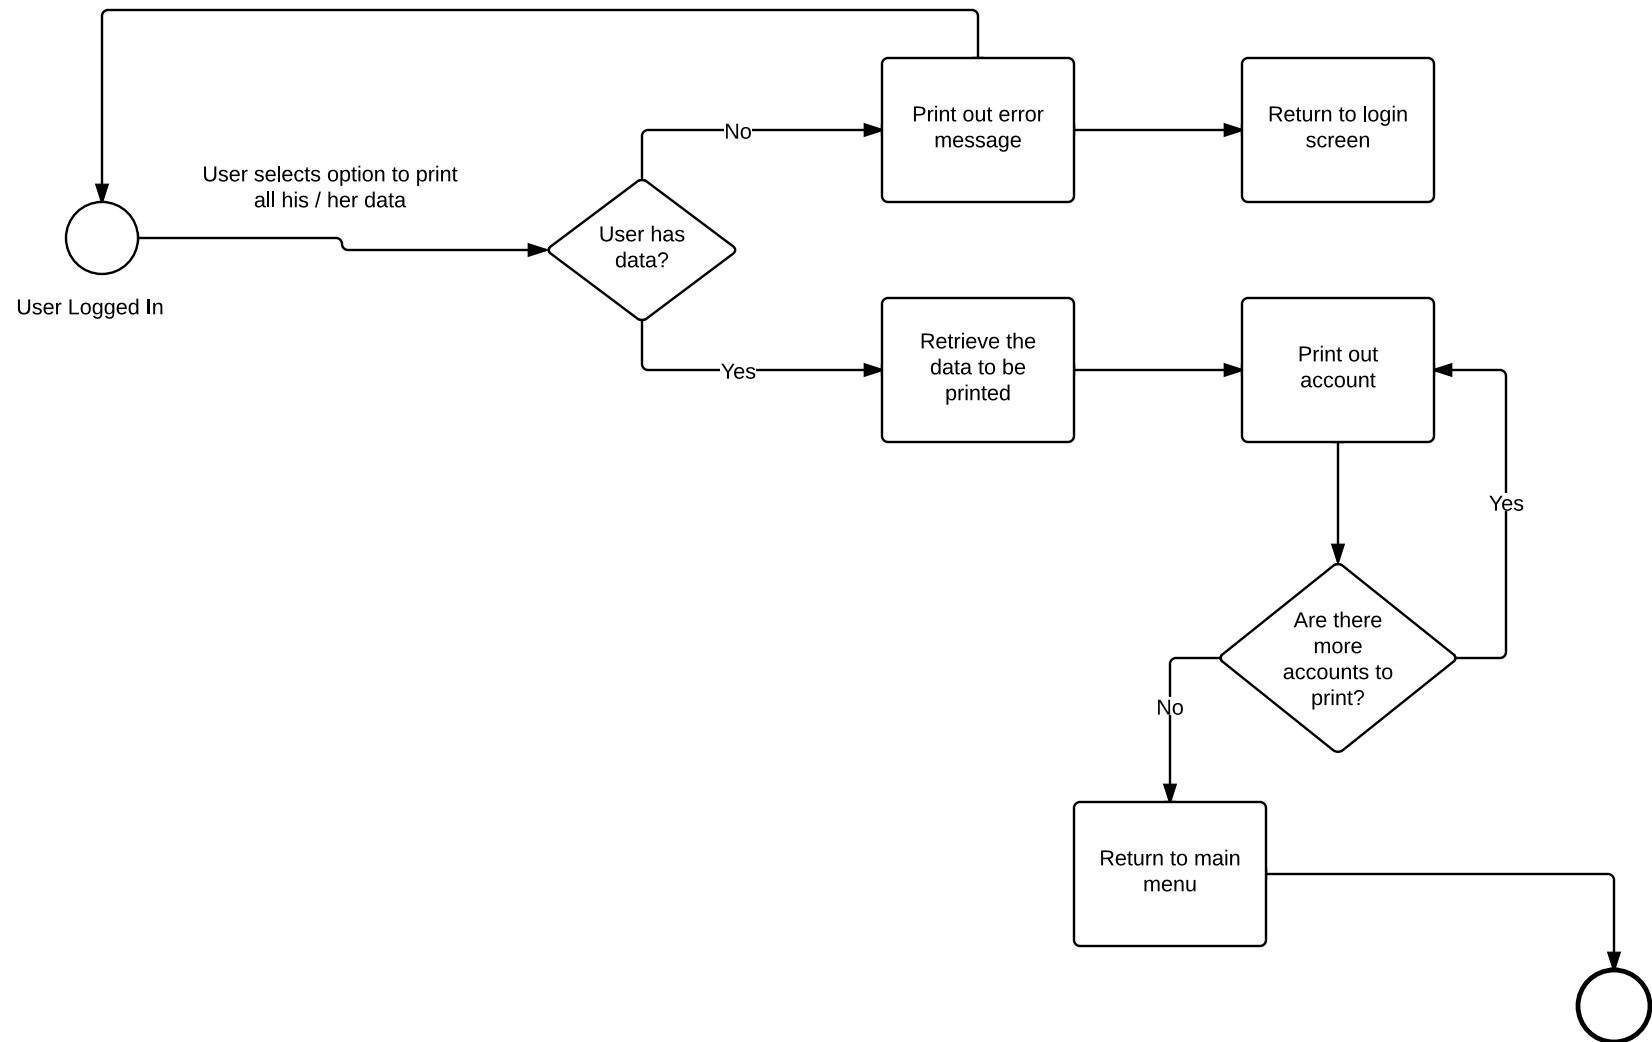 Print out error
message
Return to login
screen
No
User selects option to print
all his / her data
User has
data?
User Logged In
Retrieve the
data to be
printed
Print out
account
Yes
Yes
Are there
more
accounts to
print?
No
Return to main
menu